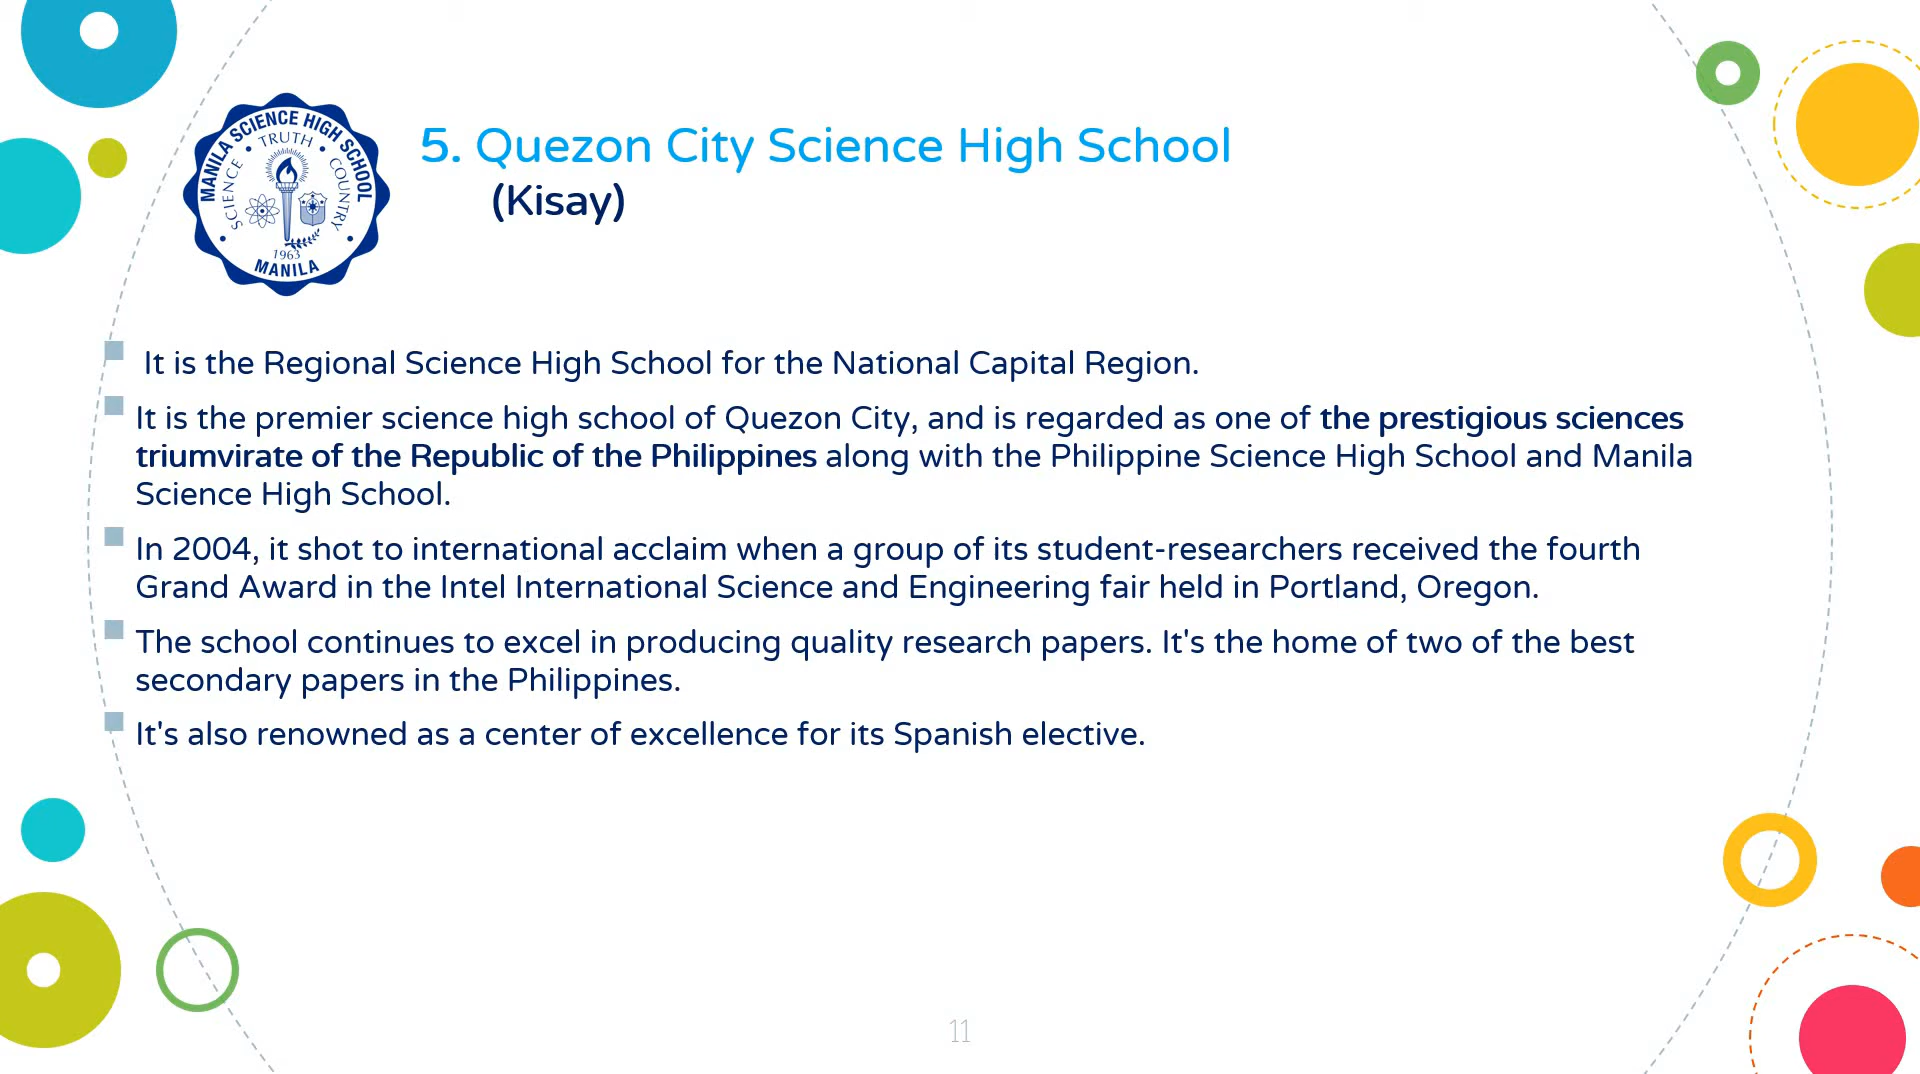 MANILA SCIENCE HIGH SCHOOL
SCIENCE • TRUTH • COUNTRY
1963
MANILA
5. Quezon City Science High School
(Kisay)
It is the Regional Science High School for the National Capital Region.
It is the premier science high school of Quezon City, and is regarded as one of the prestigious sciences
triumvirate of the Republic of the Philippines along with the Philippine Science High School and Manila
Science High School.
In 2004, it shot to international acclaim when a group of its student-researchers received the fourth
Grand Award in the Intel International Science and Engineering fair held in Portland, Oregon.
The school continues to excel in producing quality research papers. It's the home of two of the best
secondary papers in the Philippines.
It's also renowned as a center of excellence for its Spanish elective.
11